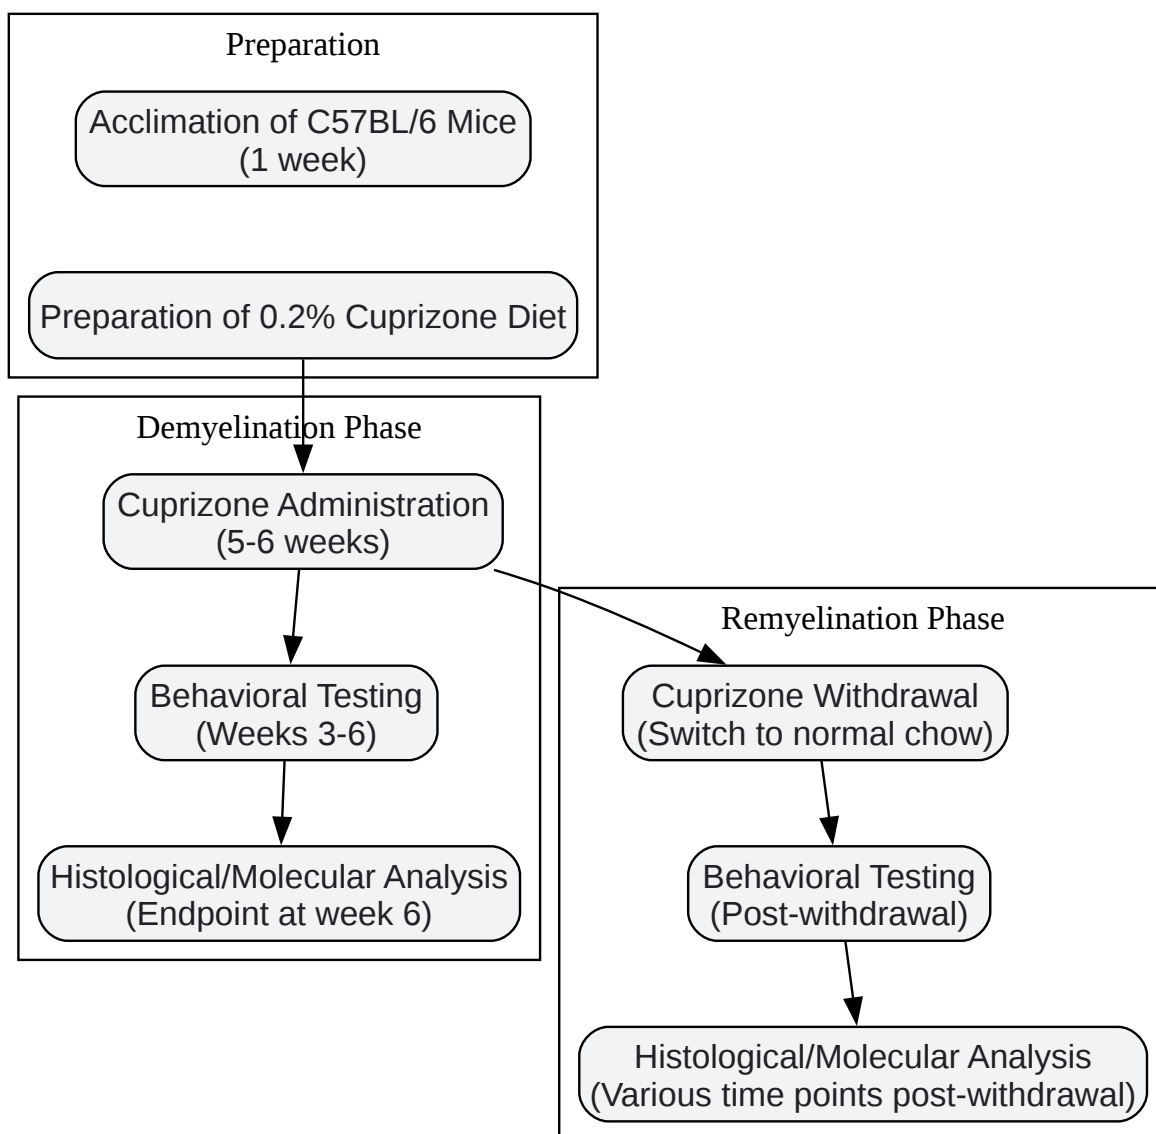 Preparation
Acclimation of C57BL/6 Mice
(1 week)
Preparation of 0.2% Cuprizone Diet
Demyelination Phase
Cuprizone Administration
(5-6 weeks)
Behavioral Testing
(Weeks 3-6)
Histological/Molecular Analysis
(Endpoint at week 6)
Remyelination Phase
Cuprizone Withdrawal
(Switch to normal chow)
Behavioral Testing
(Post-withdrawal)
Histological/Molecular Analysis
(Various time points post-withdrawal)